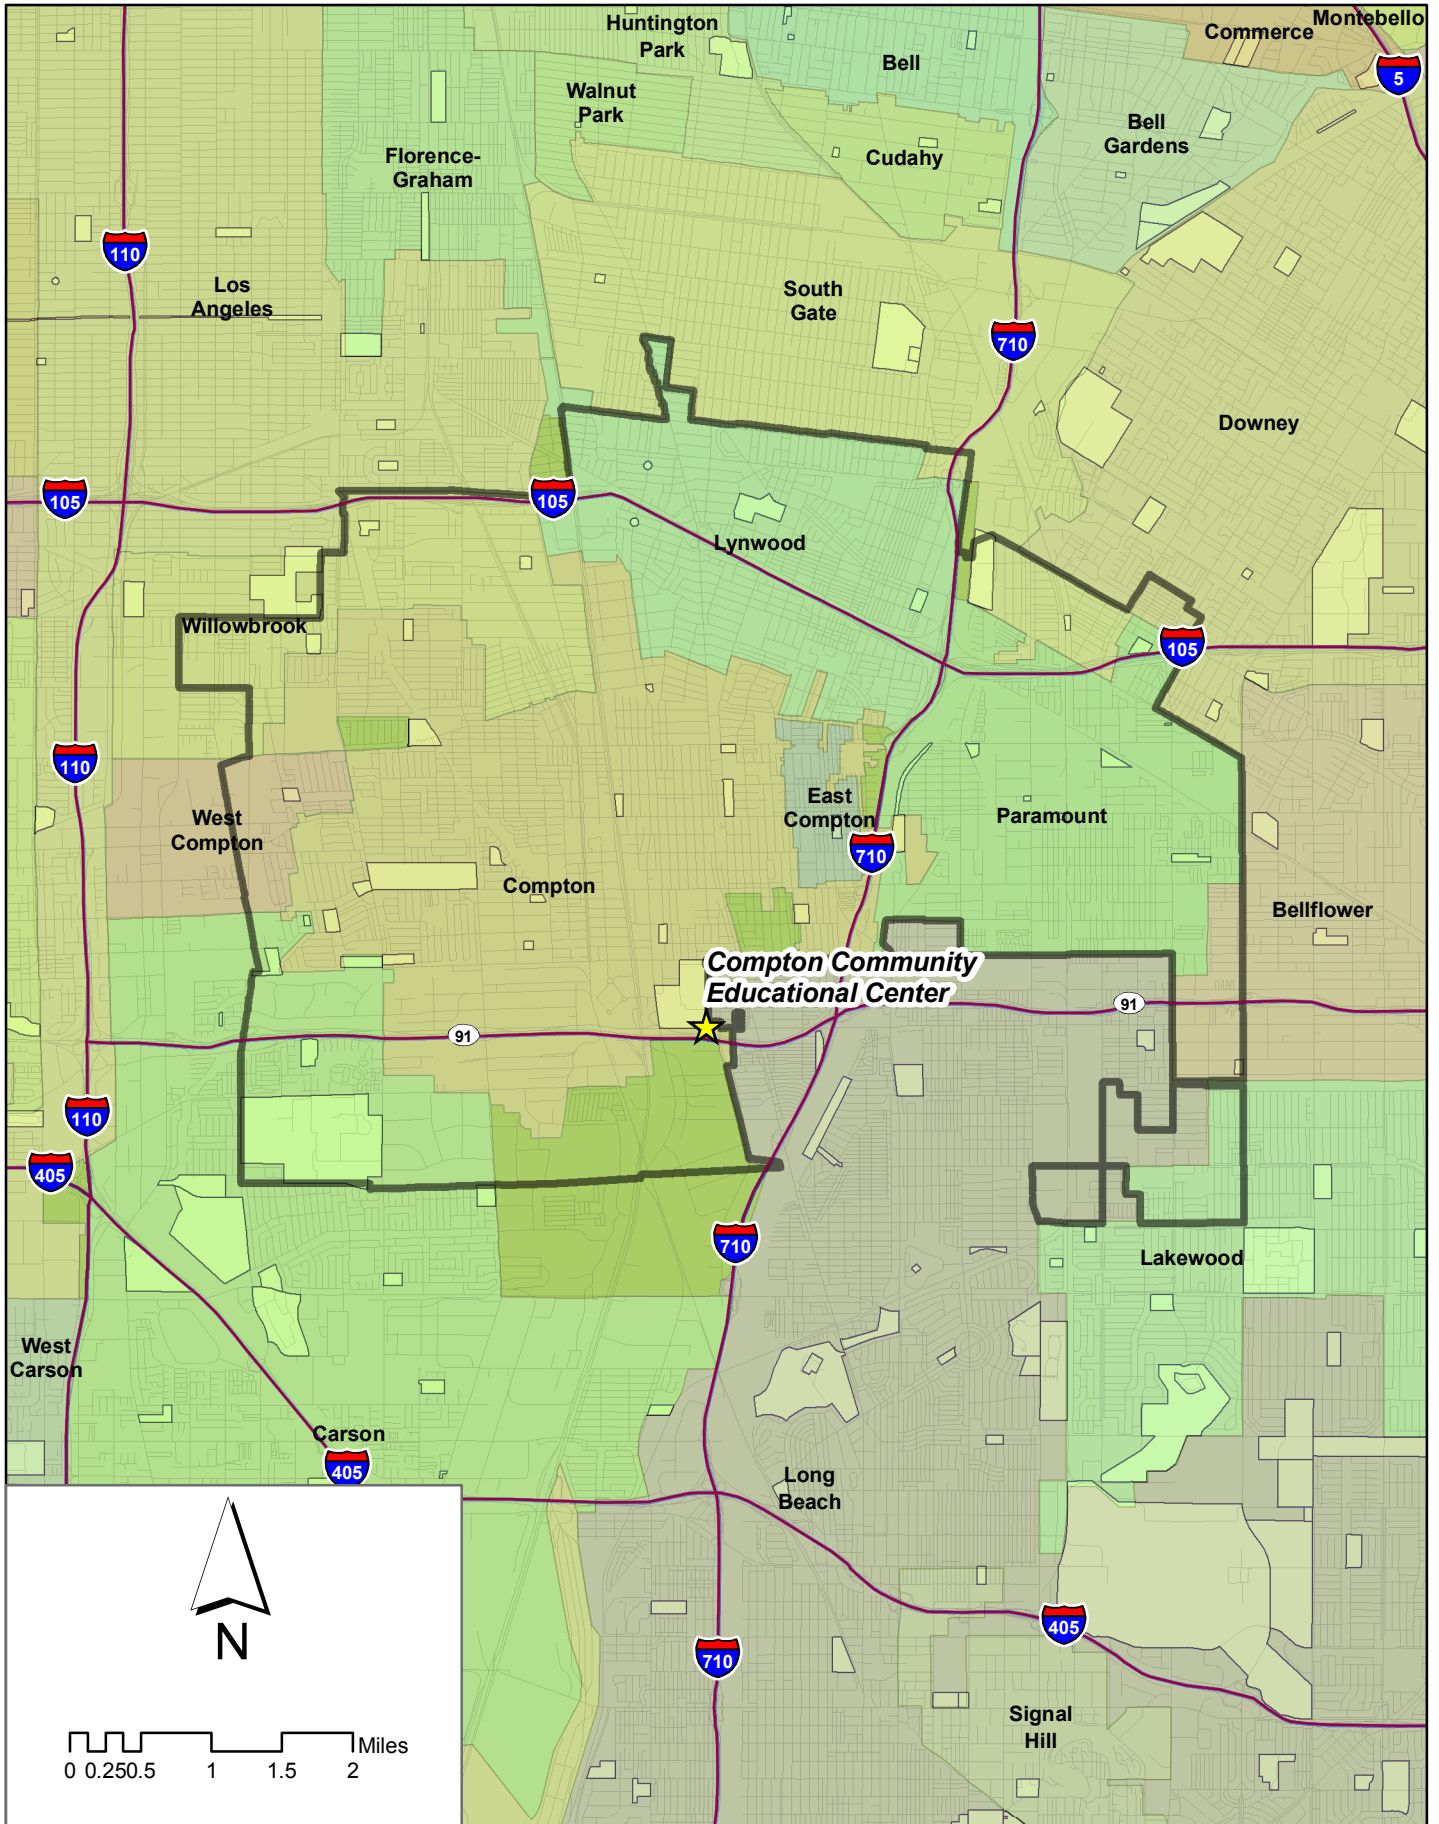 Huntington
Park
Montebello
Commerce
Bell
5
Walnut
Park
Bell
Gardens
Florence-
Graham
Cudahy
110
Los
Angeles
South
Gate
710
Downey
105
105
Lynwood
Willowbrook
105
110
West
Compton
East
Compton
Paramount
710
Compton
Bellflower
Compton Community
Educational Center
91
91
110
405
710
Lakewood
West
Carson
Carson
405
Long
Beach
405
N
710
Signal
Hill
Miles
0 0.25 0.5 1 1.5 2